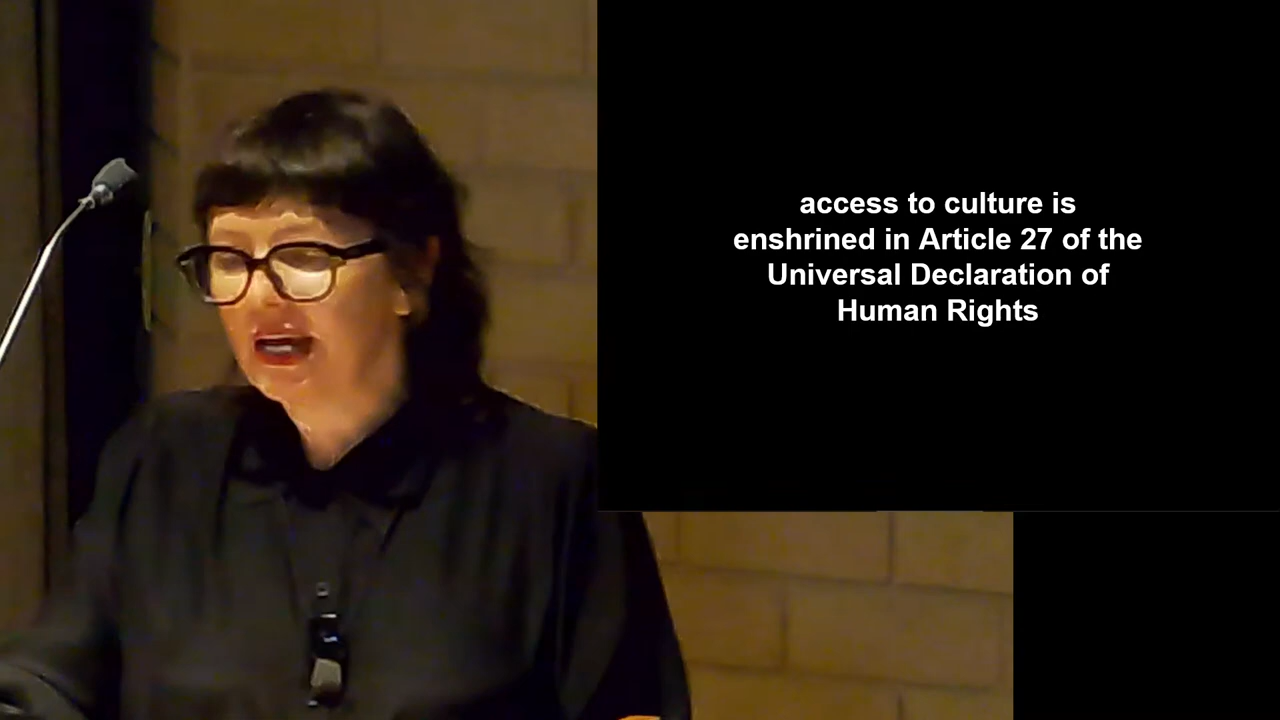 access to culture is
enshrined in Article 27 of the
Universal Declaration of
Human Rights